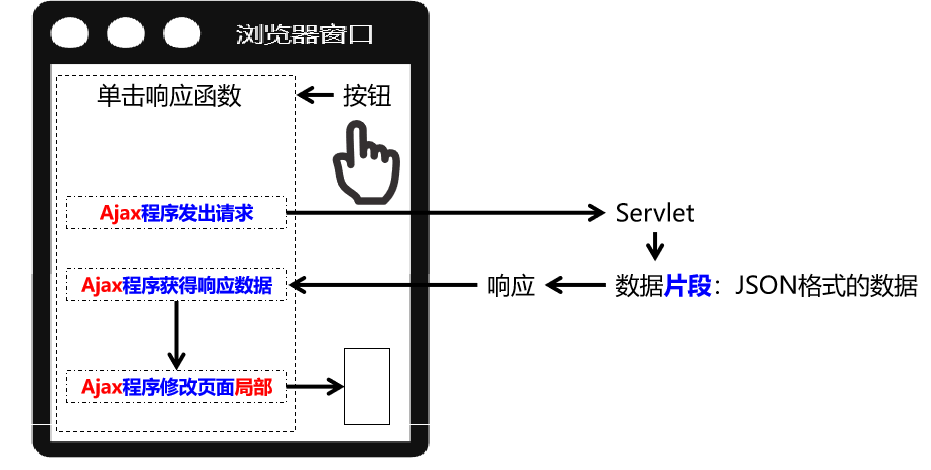 浏览器窗口
单击响应函数
按钮
Ajax程序发出请求
Servlet
Ajax程序获得响应数据
响应
数据片段：JSON格式的数据
Ajax程序修改页面局部